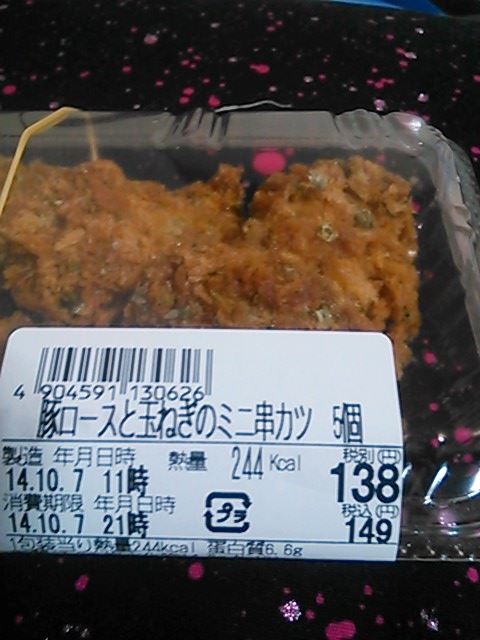 4 904591 130626
豚ロースと玉ねぎのミニ串カツ 5個
製造 年月日時 熱量 244 Kcal 税別(円)
14.10.7 11時 138
消費期限 年月日時 プラ 税込(円)
14.10.7 21時 149
1包装当り熱量244kcal 蛋白質6.6g